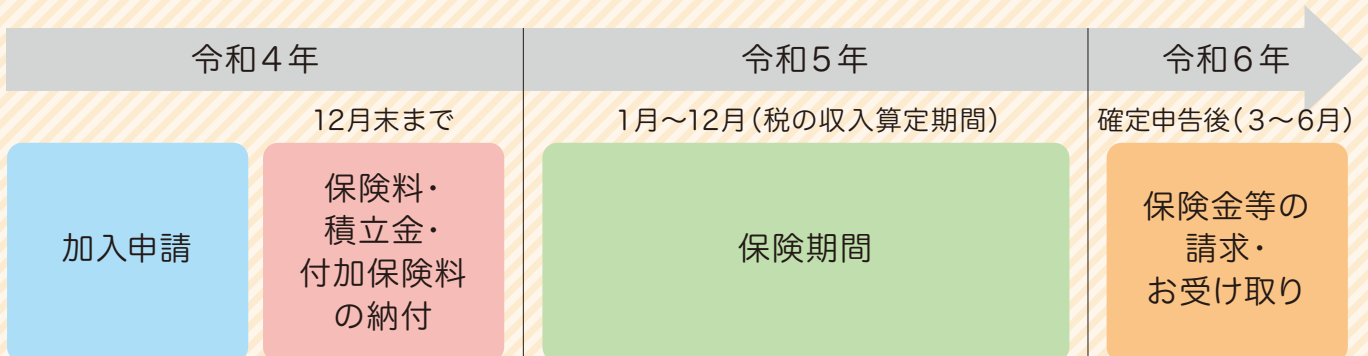 令和4年
令和5年
令和6年
12月末まで
1月～12月（税の収入算定期間）
確定申告後（3～6月）
加入申請
保険料・
積立金・
付加保険料
の納付
保険期間
保険金等の
請求・
お受け取り